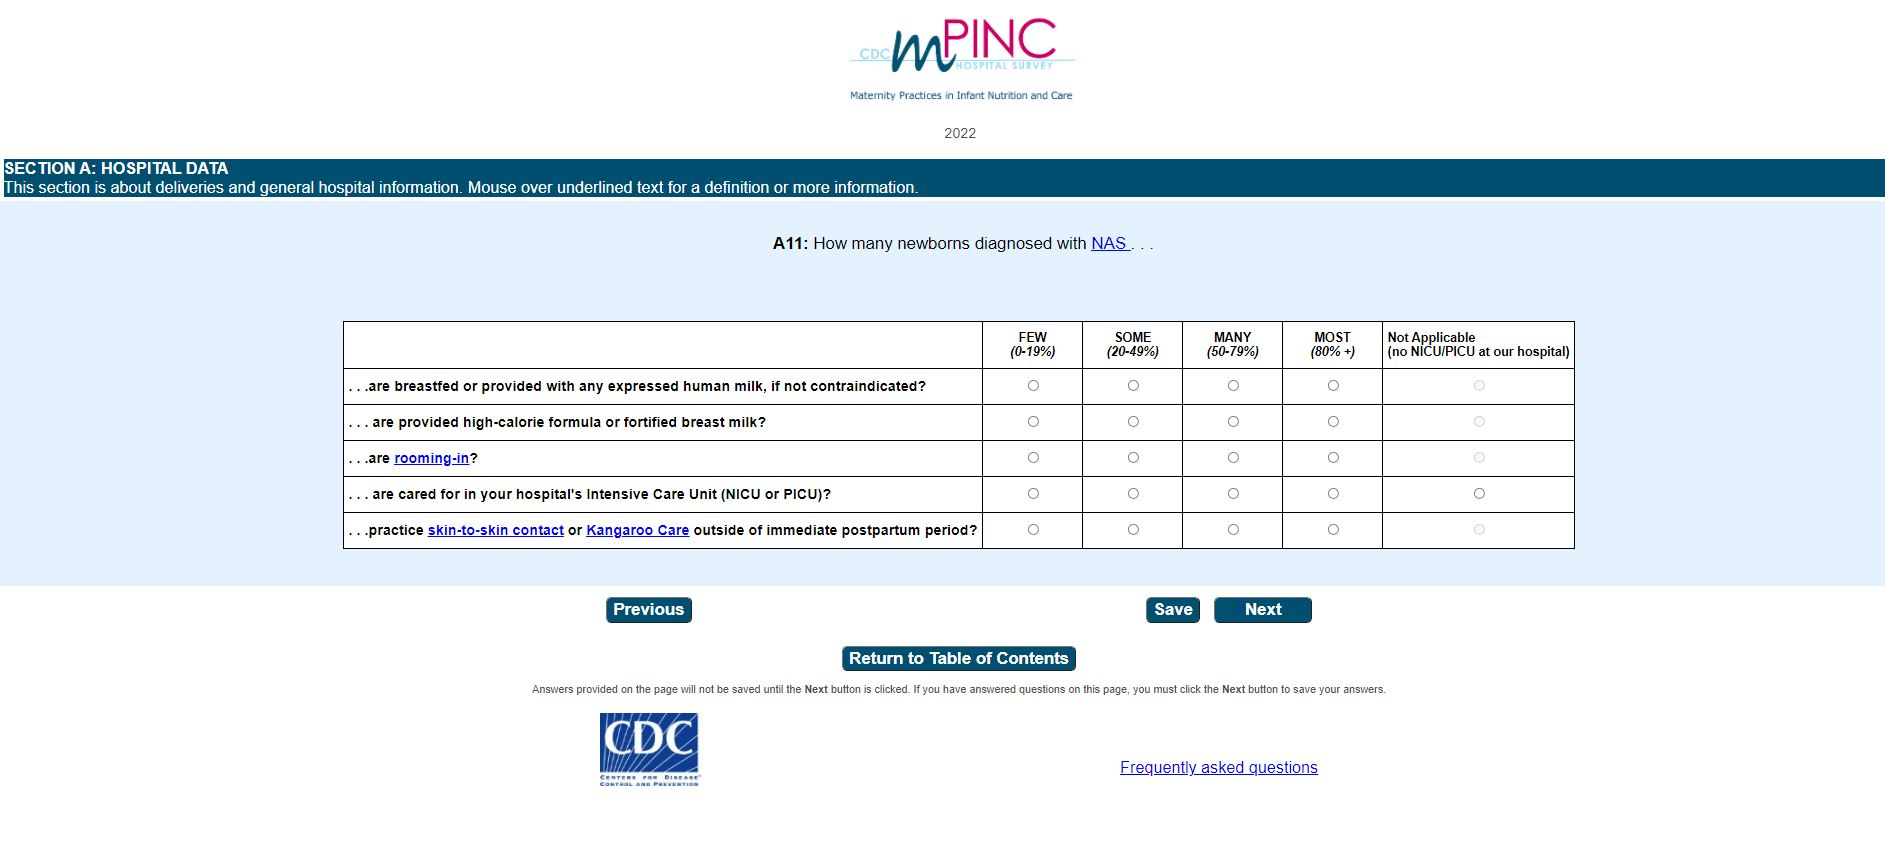 CDC mPINC
HOSPITAL SURVEY
Maternity Practices in Infant Nutrition and Care
2022
SECTION A: HOSPITAL DATA
This section is about deliveries and general hospital information. Mouse over underlined text for a definition or more information.
A11: How many newborns diagnosed with NAS . . .
FEW (0-19%) SOME (20-49%) MANY (50-79%) MOST (80% +) Not Applicable (no NICU/PICU at our hospital)
. . .are breastfed or provided with any expressed human milk, if not contraindicated?
. . . are provided high-calorie formula or fortified breast milk?
. . .are rooming-in?
. . . are cared for in your hospital's Intensive Care Unit (NICU or PICU)?
. . .practice skin-to-skin contact or Kangaroo Care outside of immediate postpartum period?
Previous Save Next
Return to Table of Contents
Answers provided on the page will not be saved until the Next button is clicked. If you have answered questions on this page, you must click the Next button to save your answers.
CDC
CENTERS FOR DISEASE
CONTROL AND PREVENTION
Frequently asked questions